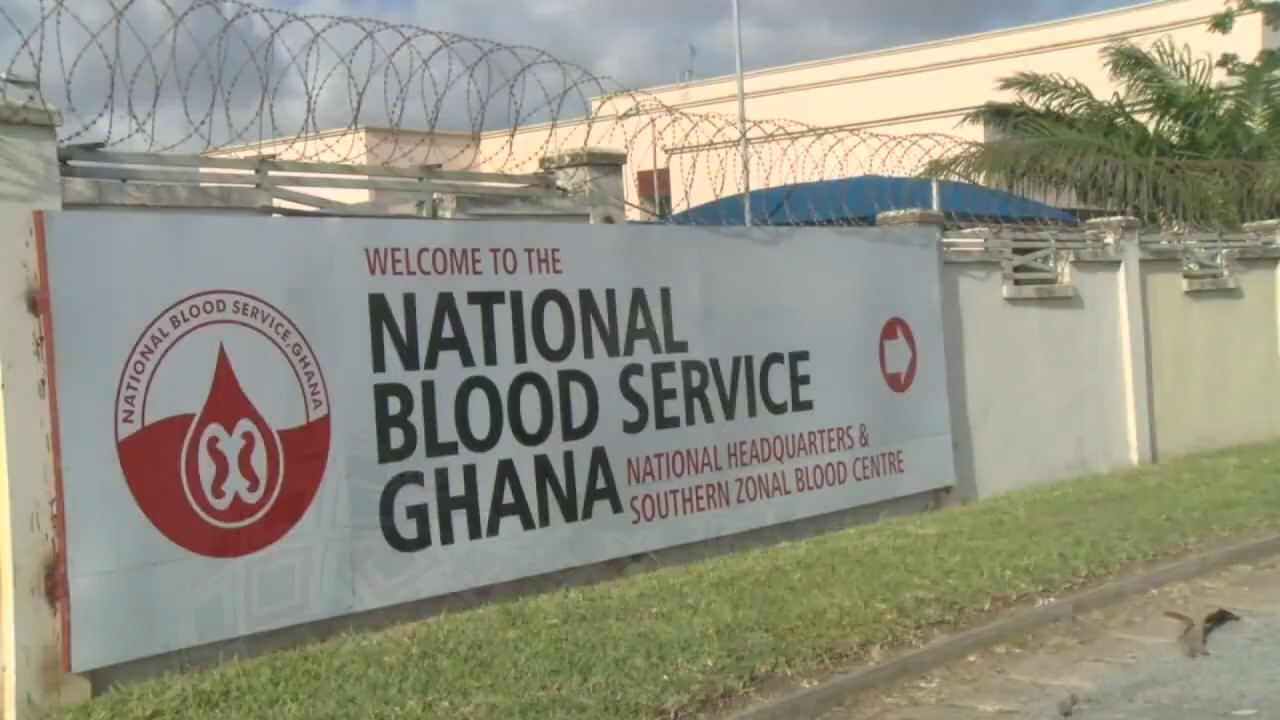 NATIONAL BLOOD SERVICE, GHANA
WELCOME TO THE
NATIONAL
BLOOD SERVICE
GHANA
NATIONAL HEADQUARTERS &
SOUTHERN ZONAL BLOOD CENTRE